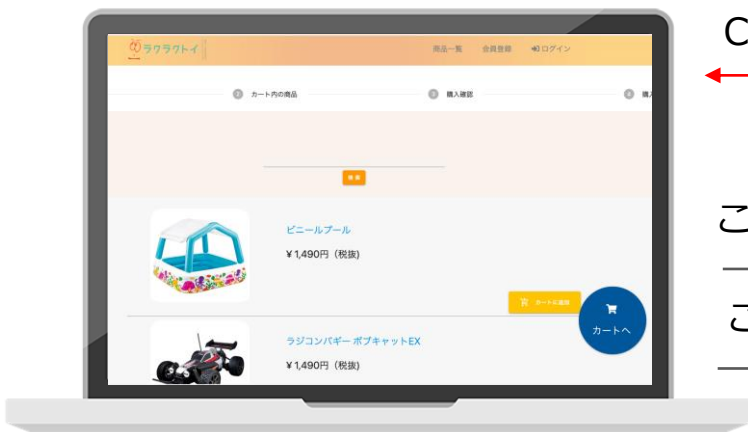 ラクラクトイ
商品一覧 会員登録 ログイン
2 カート内の商品 3 購入確認 4 購入
検索
ビニールプール
¥1,490円（税抜)
カートに追加
カートへ
ラジコンバギー ボブキャットEX
¥1,490円（税抜)
C
こ
こ